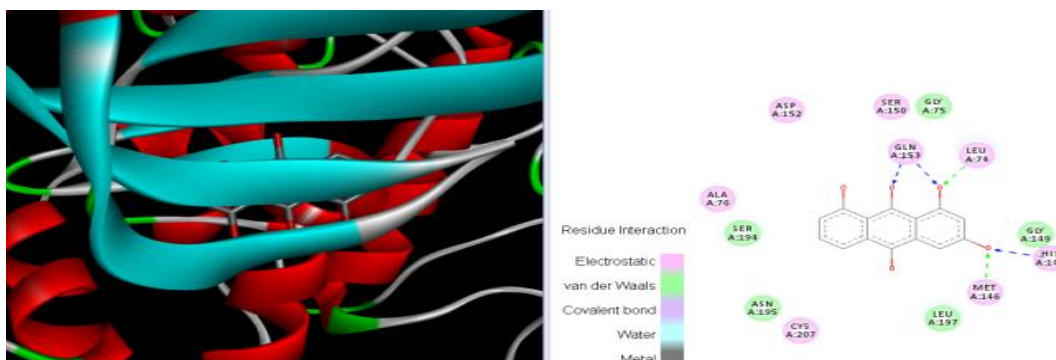 ASP
A:152
SER
A:150
GLY
A:75
GLN
A:153
LEU
A:74
ALA
A:76
SER
A:194
GLY
A:149
HIS
MET
A:146
ASN
A:195
CYS
A:207
LEU
A:197
Residue Interaction
Electrostatic
van der Waals
Covalent bond
Water
Metal